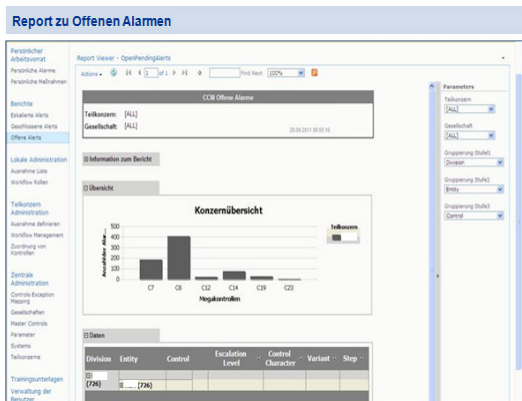 Report zu Offenen Alarmen
Persönlicher
Arbeitsvorrat
Persönliche Alarme
Persönliche Maßnahmen
Berichte
Eskalierte Alerts
Geschlossene Alerts
Offene Alerts
Lokale Administration
Ausnahme Liste
Workflow Rollen
Teilkonzern
Administration
Ausnahme definieren
Workflow Management
Zuordnung von
Kontrollen
Zentrale
Administration
Controls Exception
Mapping
Gesellschaften
Master Controls
Parameter
Systems
Teilkonzerne
Trainingsunterlagen
Verwaltung der
Benutzer
Report Viewer - OpenPendingAlerts
Actions
1 of 1 Find Next 100%
CCM Offene Alarme
Teilkonzern: [ALL]
Gesellschaft: [ALL]
Information zum Bericht
Übersicht
Konzernübersicht
Teilkonzern
500
400
300
200
100
0
C7 C8 C12 C14 C19 C23
Megakontrollen
Daten
Division Entity Control Escalation Level Control Character Variant Step
(726) (726)
Parameters
Teilkonzern
[ALL]
Gesellschaft
[ALL]
Gruppierung Stufe1
Division
Gruppierung Stufe2
Entity
Gruppierung Stufe3
Control